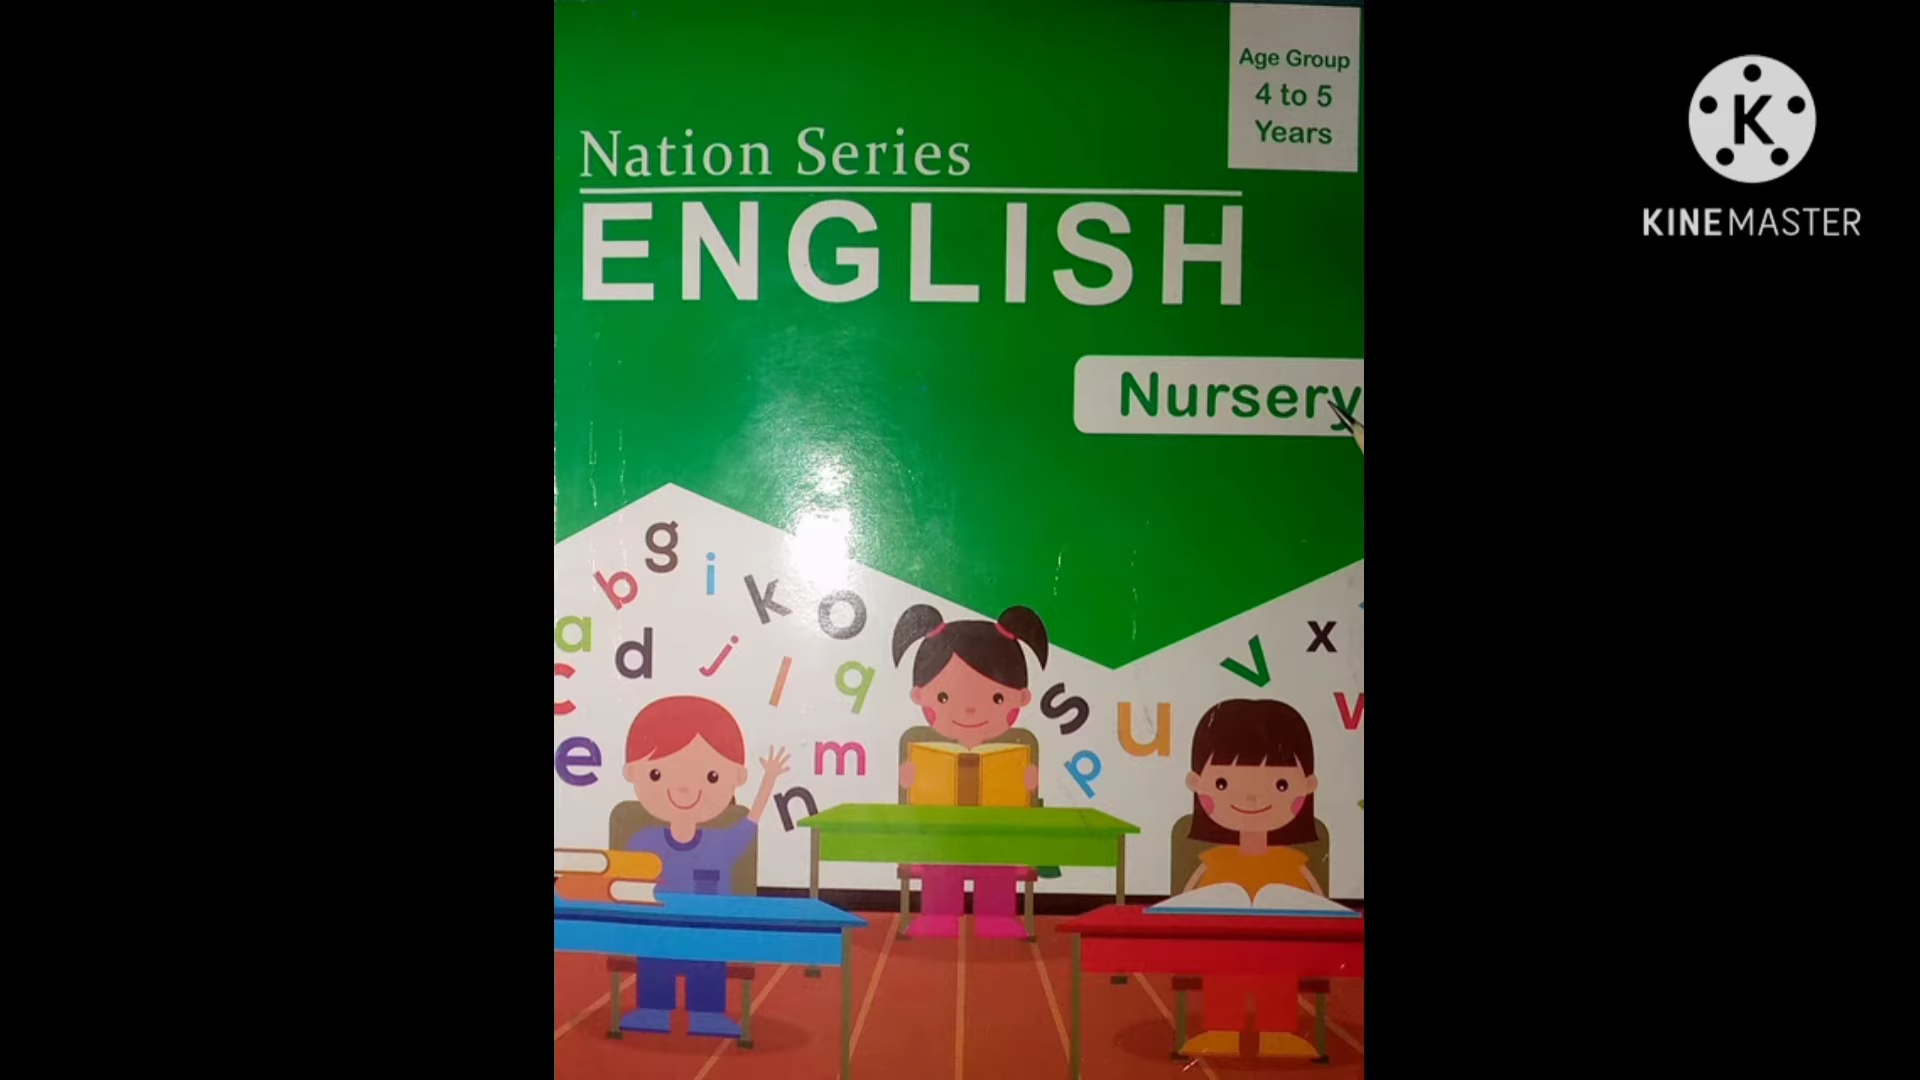 Age Group
4 to 5
Years
Nation Series
ENGLISH
Nursery
K
KINEMASTER
g
b
i
k
o
a
d
j
l
q
c
e
m
n
s
u
p
v
x